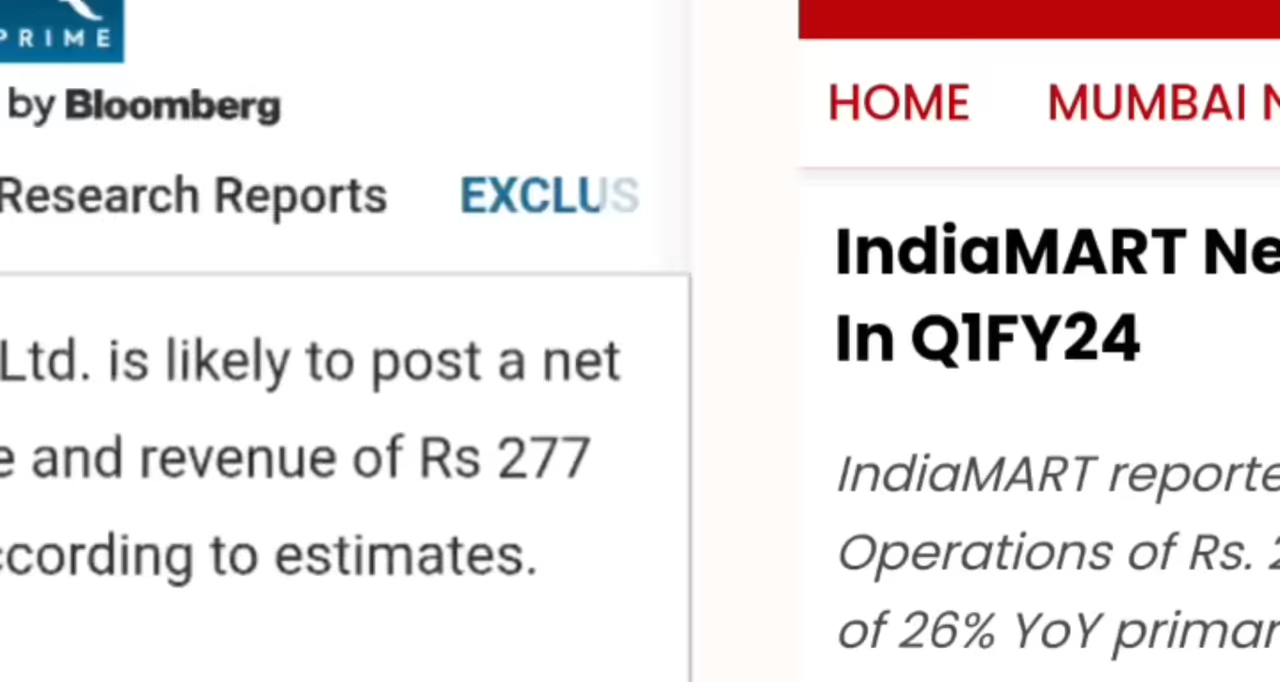 PRIME
by Bloomberg
Research Reports EXCLUS
Ltd. is likely to post a net
e and revenue of Rs 277
ccording to estimates.
HOME MUMBAI N
IndiaMART Ne
In Q1FY24
IndiaMART reporte
Operations of Rs. 2
of 26% YoY primar